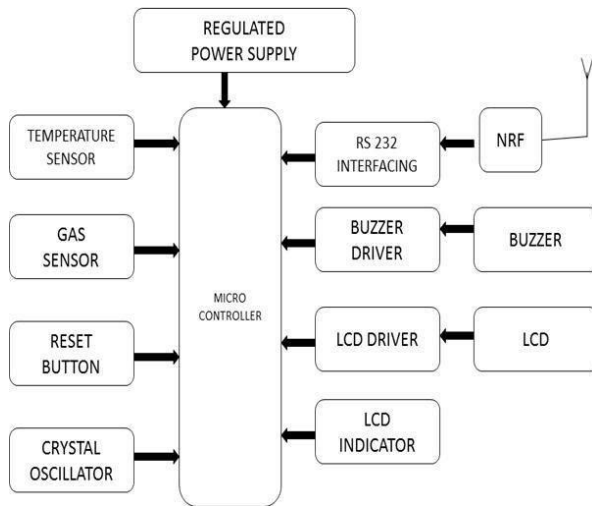 REGULATED
POWER SUPPLY
TEMPERATURE
SENSOR
RS 232
INTERFACING
NRF
GAS
SENSOR
BUZZER
DRIVER
BUZZER
MICRO
CONTROLLER
RESET
BUTTON
LCD DRIVER
LCD
CRYSTAL
OSCILLATOR
LCD
INDICATOR